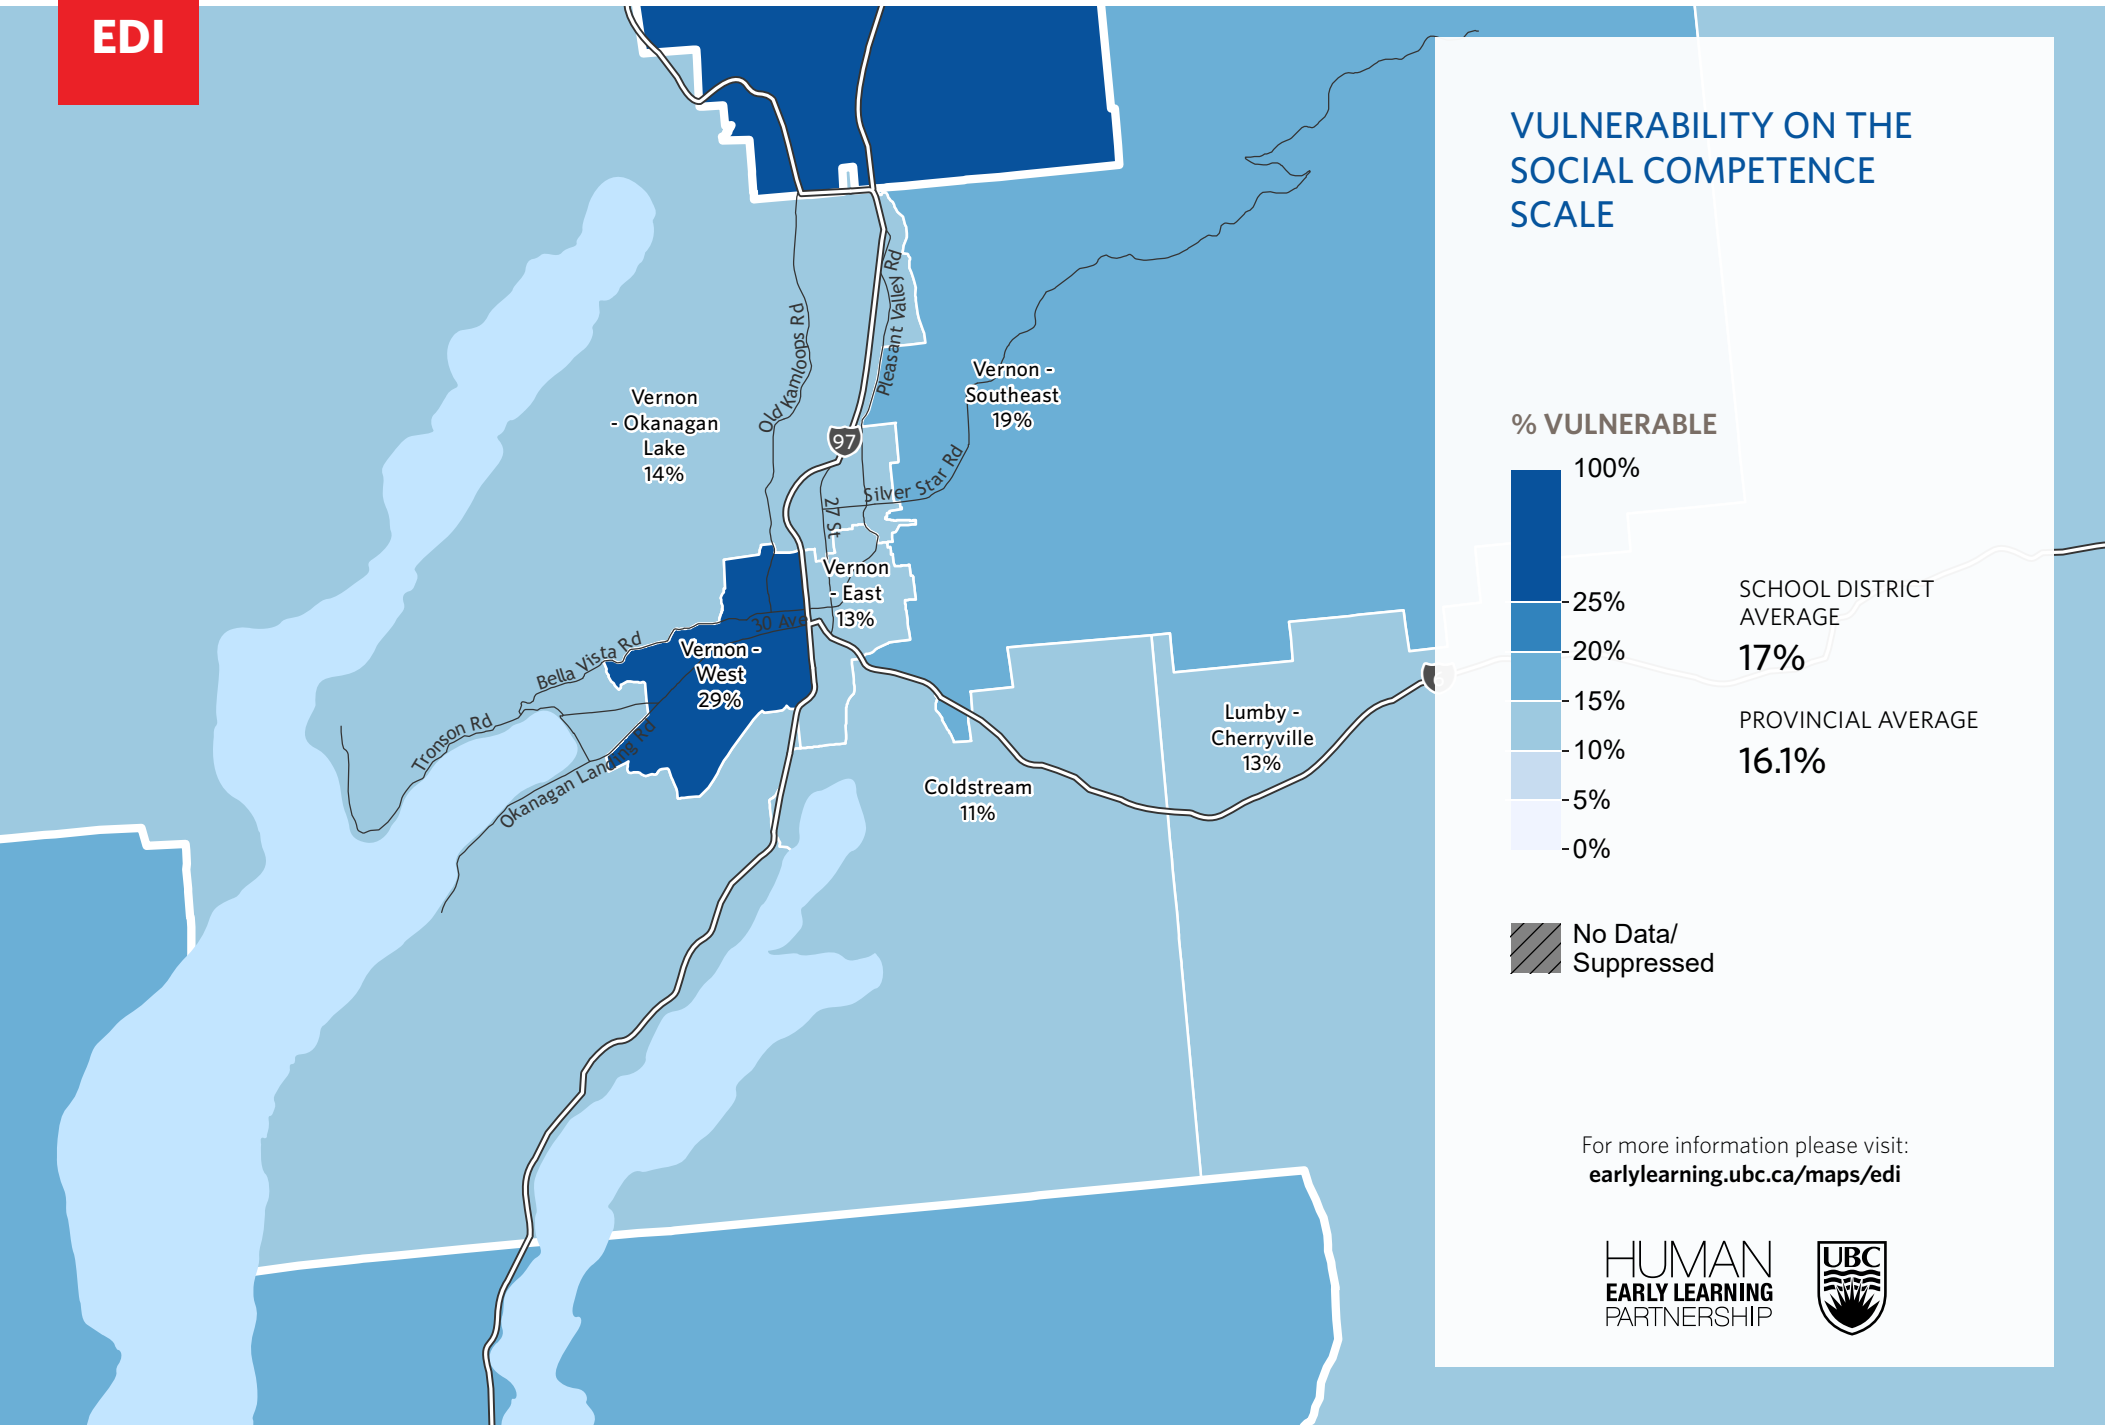 EDI
VULNERABILITY ON THE
SOCIAL COMPETENCE
SCALE
% VULNERABLE
100%
25%
20%
15%
10%
5%
0%
SCHOOL DISTRICT
AVERAGE
17%
PROVINCIAL AVERAGE
16.1%
No Data/
Suppressed
For more information please visit:
earlylearning.ubc.ca/maps/edi
HUMAN
EARLY LEARNING
PARTNERSHIP
UBC
Vernon
- Okanagan
Lake
14%
Old Kamloops Rd
Pleasant Valley Rd
97
Vernon -
Southeast
19%
Silver Star Rd
27 St
Vernon
- East
13%
30 Ave
Vernon -
West
29%
Bella Vista Rd
Tronson Rd
Okanagan Landing Rd
Coldstream
11%
Lumby -
Cherryville
13%